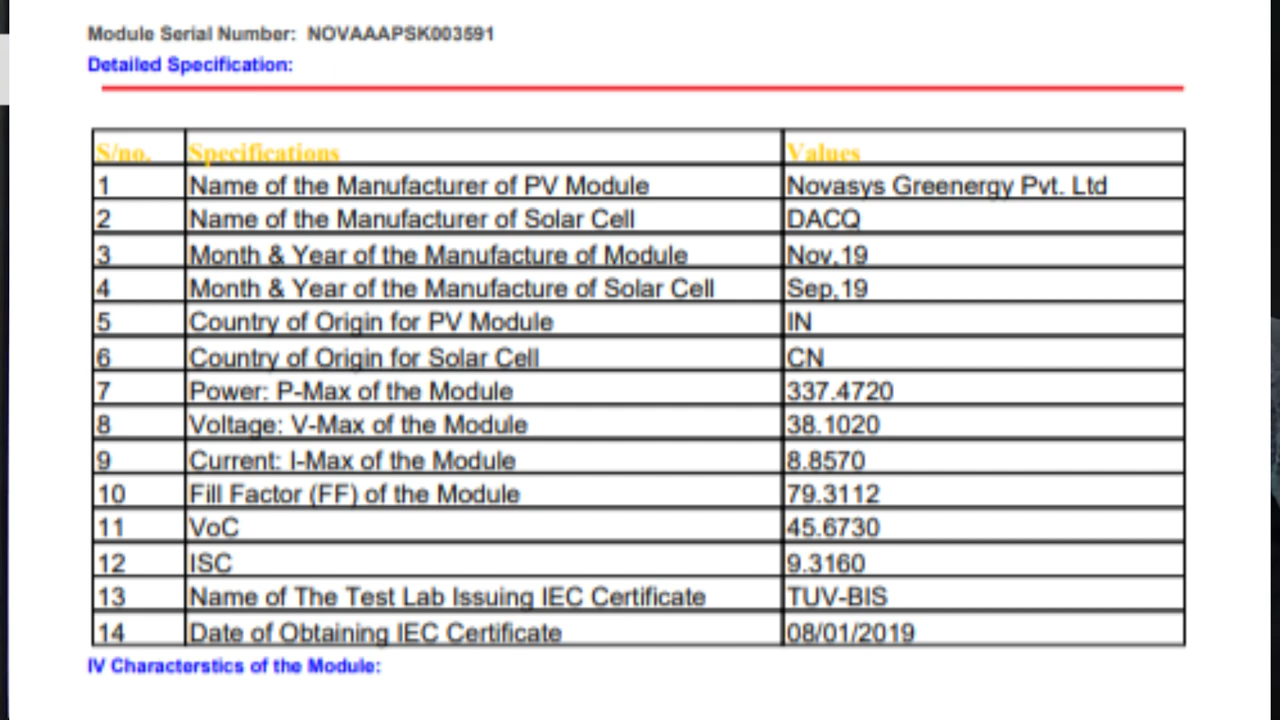 Module Serial Number: NOVAAAPSK003591
Detailed Specification:
S/no. Specifications Values
1 Name of the Manufacturer of PV Module Novasys Greenergy Pvt. Ltd
2 Name of the Manufacturer of Solar Cell DACQ
3 Month & Year of the Manufacture of Module Nov,19
4 Month & Year of the Manufacture of Solar Cell Sep,19
5 Country of Origin for PV Module IN
6 Country of Origin for Solar Cell CN
7 Power: P-Max of the Module 337.4720
8 Voltage: V-Max of the Module 38.1020
9 Current: I-Max of the Module 8.8570
10 Fill Factor (FF) of the Module 79.3112
11 VoC 45.6730
12 ISC 9.3160
13 Name of The Test Lab Issuing IEC Certificate TUV-BIS
14 Date of Obtaining IEC Certificate 08/01/2019
IV Characterstics of the Module: